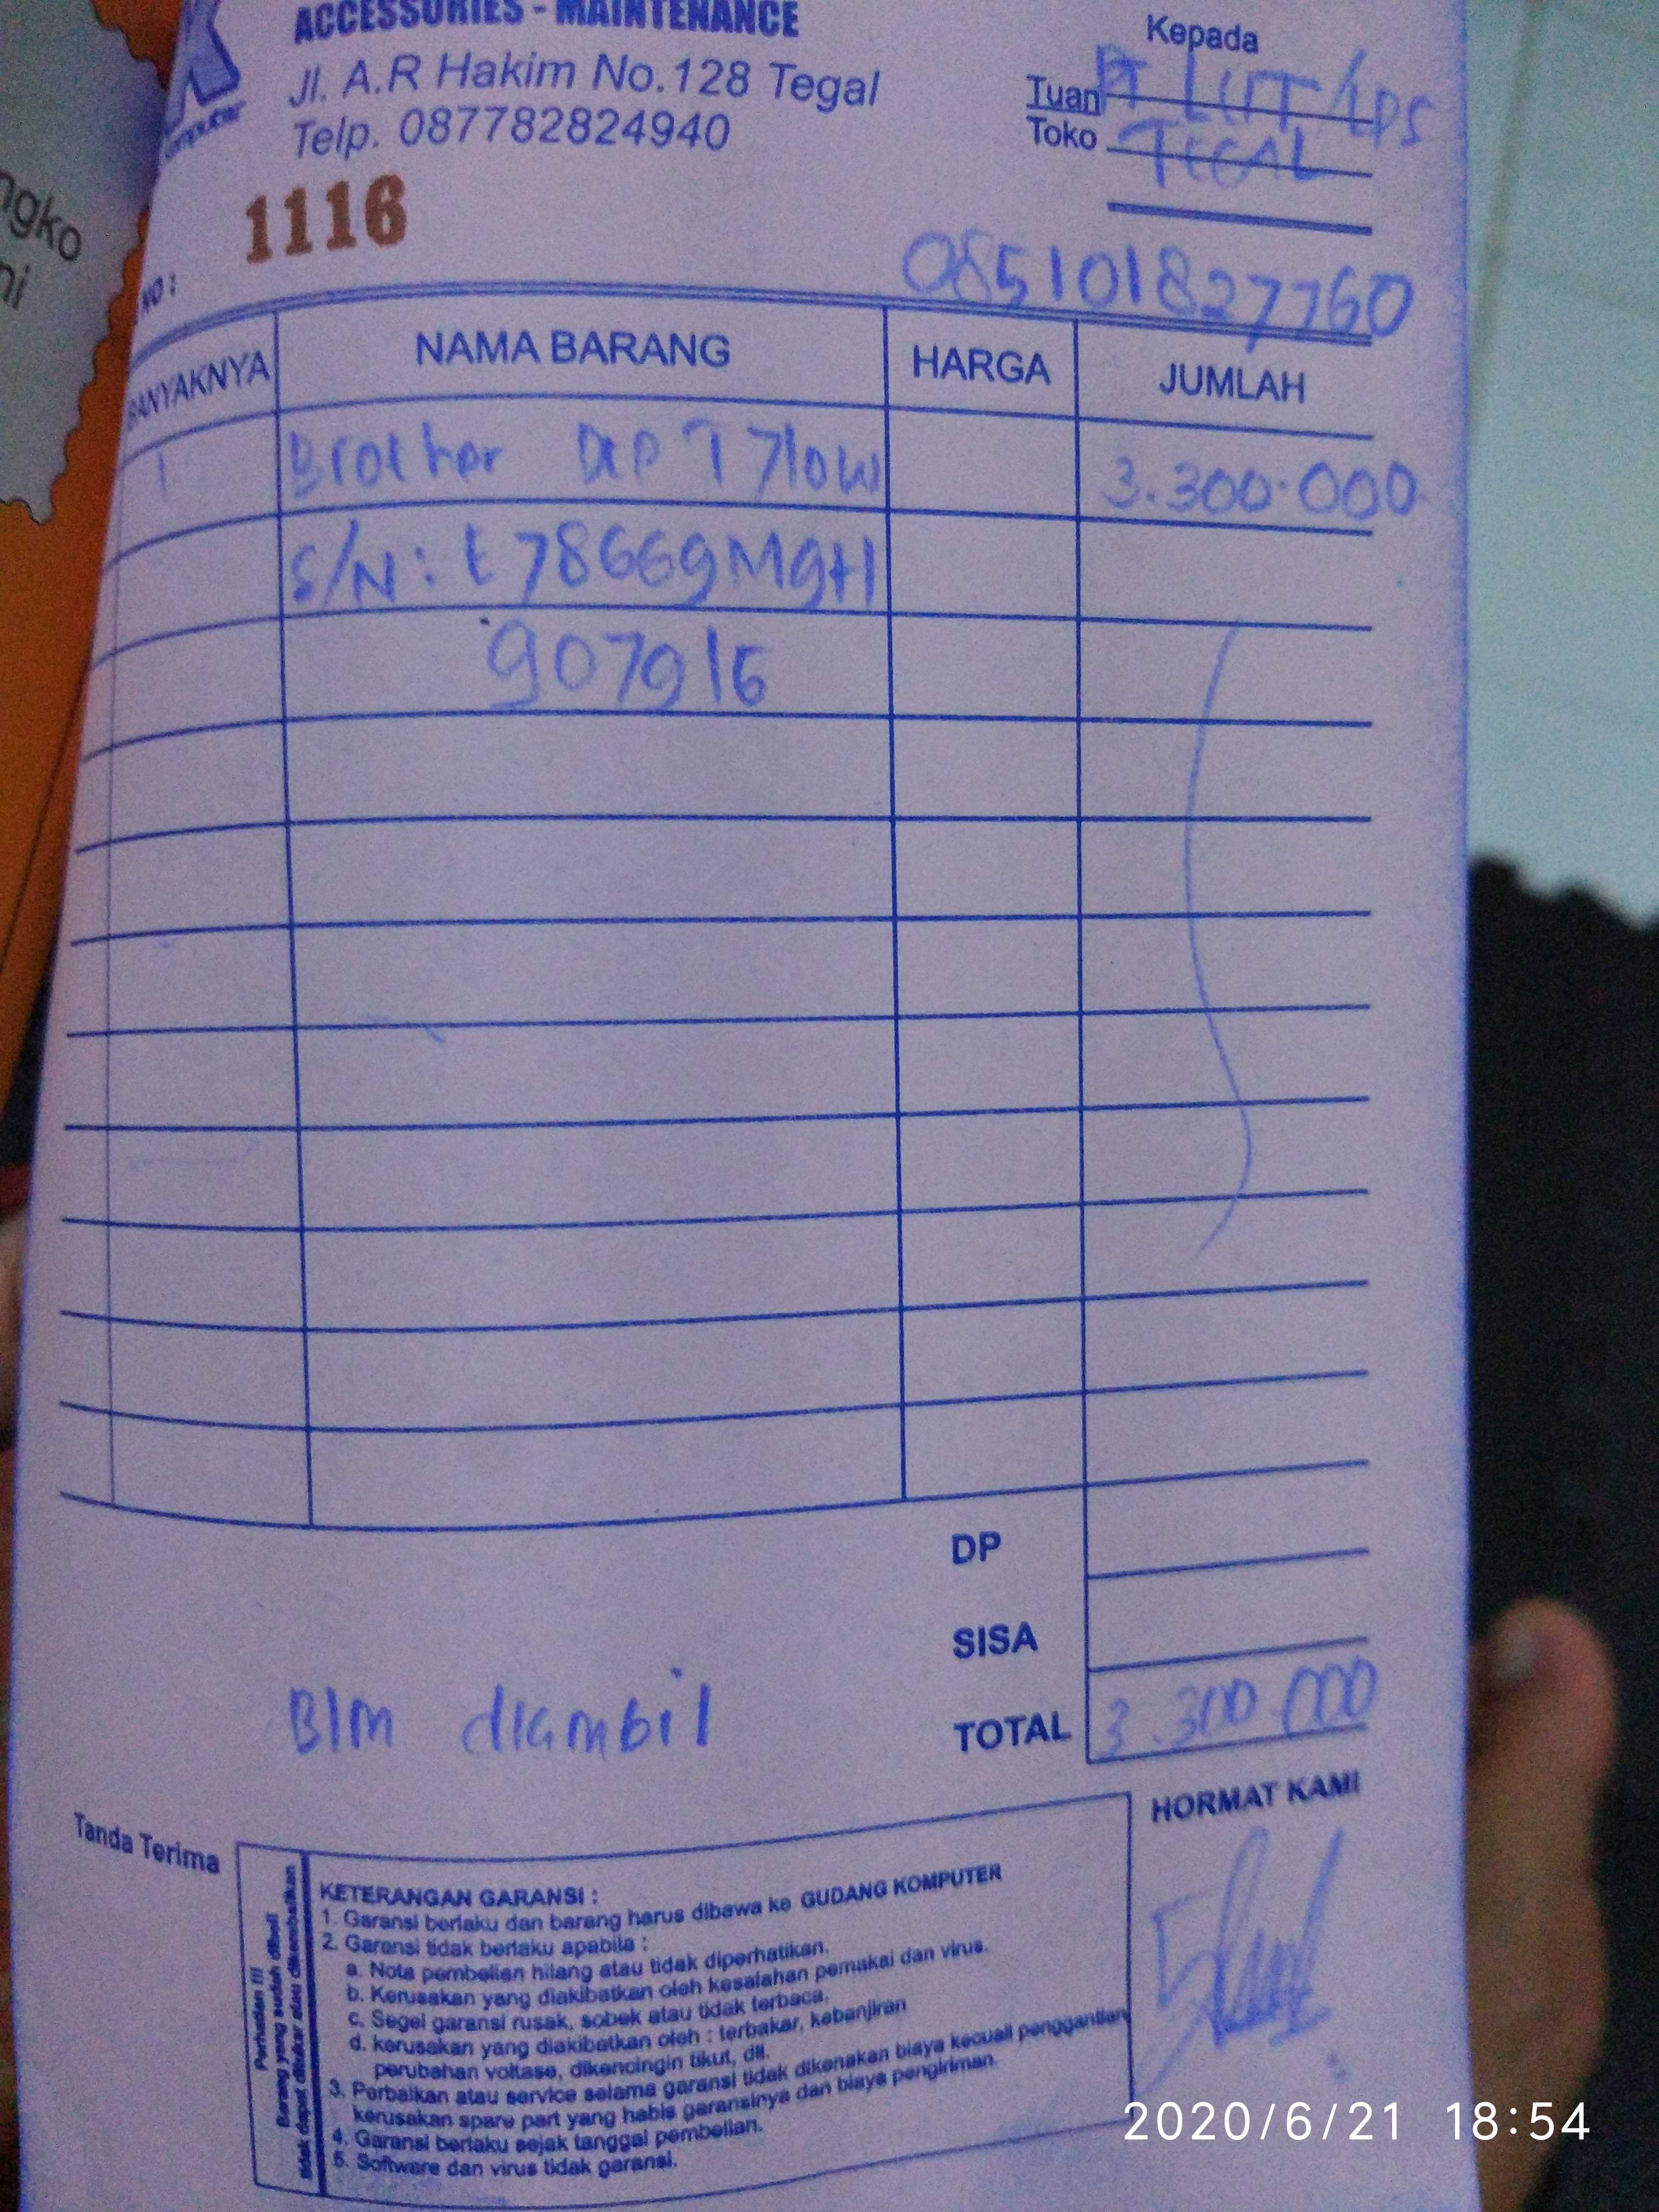 ACCESSORIES - MAINTENANCE
Jl. A.R Hakim No.128 Tegal
Telp. 087782824940
Kepada
Tuan PT LUT/LPS
Toko TEGAL
1116
NO :
085101827760
BANYAKNYA NAMA BARANG HARGA JUMLAH
1 Brother DCP T 710W 3.300.000
S/N : E78669M9H
907916
DP
SISA
Blm diambil
TOTAL 3.300.000
Tanda Terima
HORMAT KAMI
Perhatian !!!
Barang yang sudah dibeli
tidak dapat ditukar atau dikembalikan
KETERANGAN GARANSI :
1. Garansi berlaku dan barang harus dibawa ke GUDANG KOMPUTER
2. Garansi tidak berlaku apabila :
a. Nota pembelian hilang atau tidak diperhatikan.
b. Kerusakan yang diakibatkan oleh kesalahan pemakai dan virus.
c. Segel garansi rusak, sobek atau tidak terbaca.
d. kerusakan yang diakibatkan oleh : terbakar, kebanjiran
perubahan voltase, dikencingin tikut, dll.
3. Perbaikan atau service selama garansi tidak dikenakan biaya kecuali penggantian
kerusakan spare part yang habis garansinya dan biaya pengiriman.
4. Garansi berlaku sejak tanggal pembelian.
5. Software dan virus tidak garansi.
2020/6/21 18:54
ngko
ni